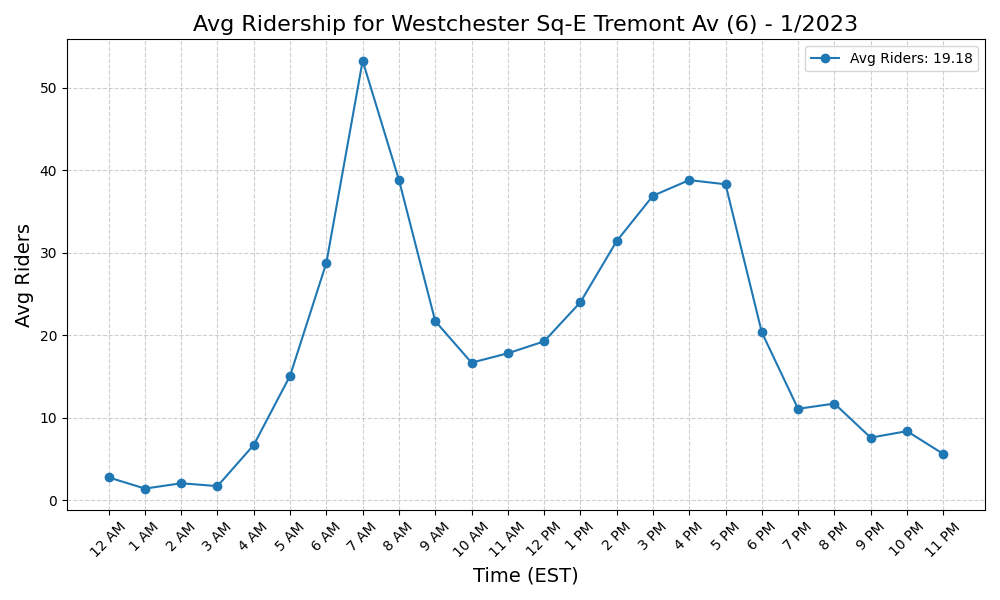 Avg Ridership for Westchester Sq-E Tremont Av (6) - 1/2023
Avg Riders: 19.18
Avg Riders
50
40
30
20
10
0
12 AM
1 AM
2 AM
3 AM
4 AM
5 AM
6 AM
7 AM
8 AM
9 AM
10 AM
11 AM
12 PM
1 PM
2 PM
3 PM
4 PM
5 PM
6 PM
7 PM
8 PM
9 PM
10 PM
11 PM
Time (EST)